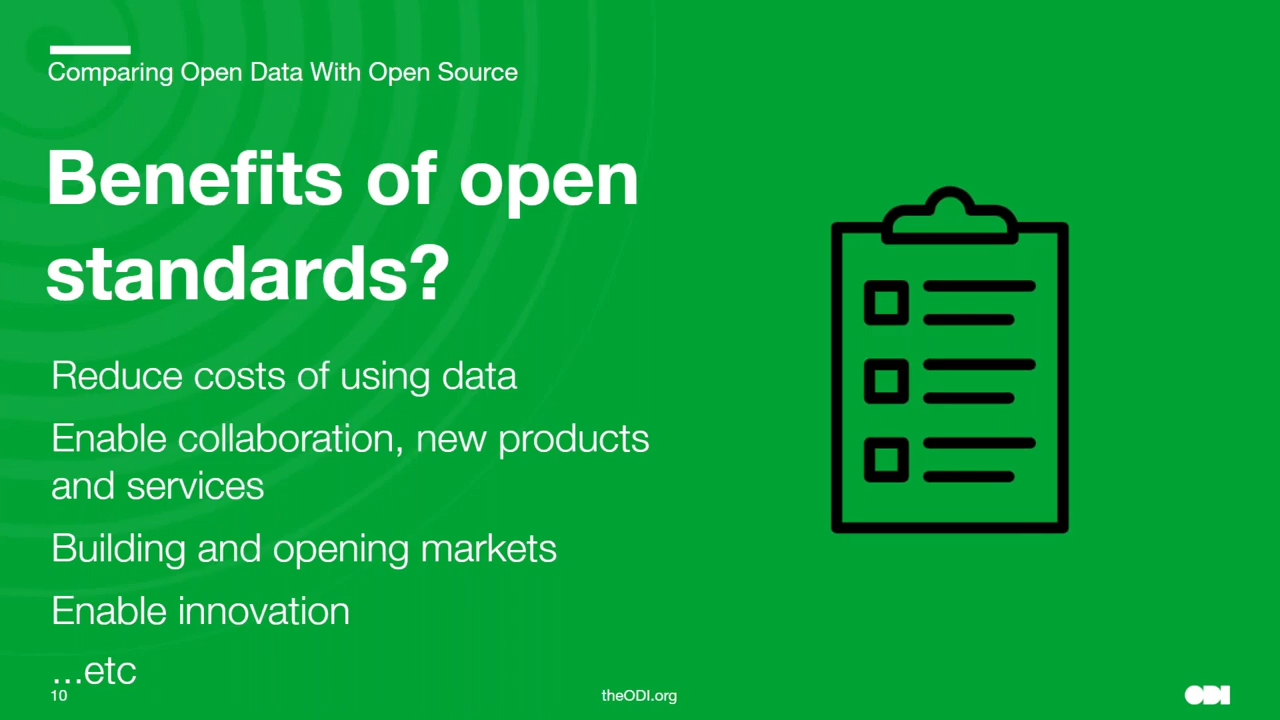 Comparing Open Data With Open Source
Benefits of open
standards?
Reduce costs of using data
Enable collaboration, new products
and services
Building and opening markets
Enable innovation
...etc
10
theODI.org
ODI